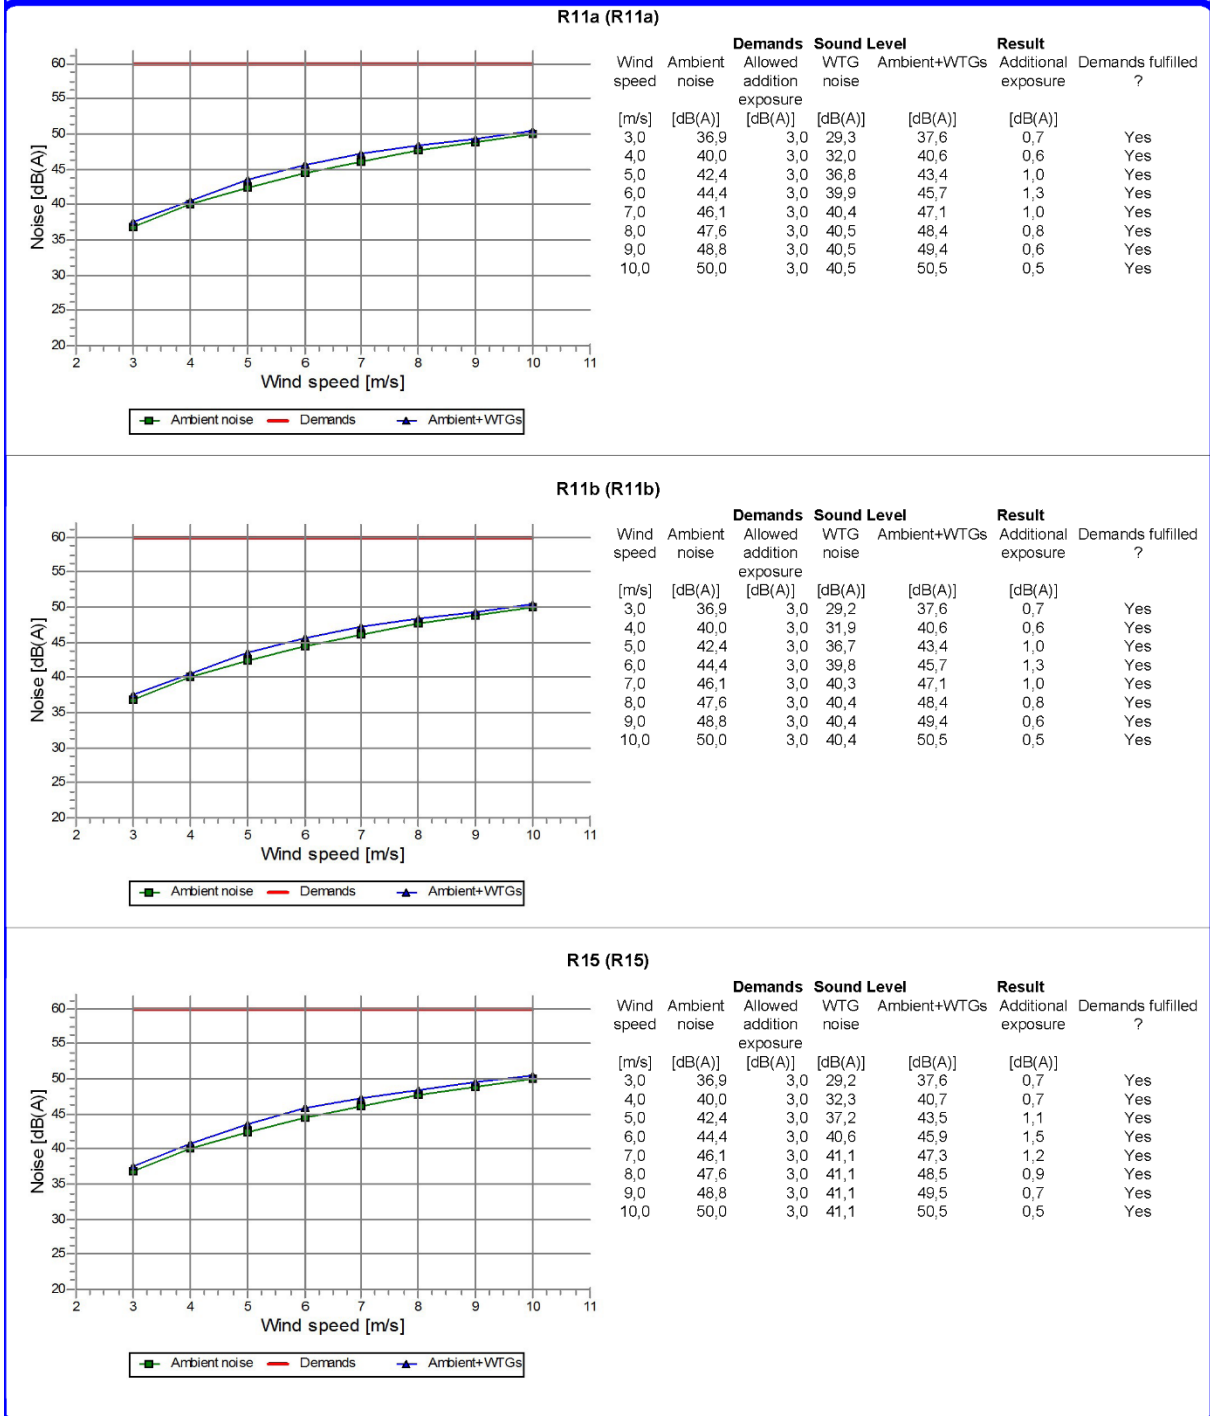 R11a (R11a)
60
55
50
45
40
35
30
25
20
Noise [dB(A)]
2 3 4 5 6 7 8 9 10 11
Wind speed [m/s]
Ambient noise Demands Ambient+WTGs
Demands Sound Level Result
Wind Ambient Allowed WTG Ambient+WTGs Additional Demands fulfilled
speed noise addition noise exposure ?
exposure
[m/s] [dB(A)] [dB(A)] [dB(A)] [dB(A)] [dB(A)]
3,0 36,9 3,0 29,3 37,6 0,7 Yes
4,0 40,0 3,0 32,0 40,6 0,6 Yes
5,0 42,4 3,0 36,8 43,4 1,0 Yes
6,0 44,4 3,0 39,9 45,7 1,3 Yes
7,0 46,1 3,0 40,4 47,1 1,0 Yes
8,0 47,6 3,0 40,5 48,4 0,8 Yes
9,0 48,8 3,0 40,5 49,4 0,6 Yes
10,0 50,0 3,0 40,5 50,5 0,5 Yes
R11b (R11b)
60
55
50
45
40
35
30
25
20
Noise [dB(A)]
2 3 4 5 6 7 8 9 10 11
Wind speed [m/s]
Ambient noise Demands Ambient+WTGs
Demands Sound Level Result
Wind Ambient Allowed WTG Ambient+WTGs Additional Demands fulfilled
speed noise addition noise exposure ?
exposure
[m/s] [dB(A)] [dB(A)] [dB(A)] [dB(A)] [dB(A)]
3,0 36,9 3,0 29,2 37,6 0,7 Yes
4,0 40,0 3,0 31,9 40,6 0,6 Yes
5,0 42,4 3,0 36,7 43,4 1,0 Yes
6,0 44,4 3,0 39,8 45,7 1,3 Yes
7,0 46,1 3,0 40,3 47,1 1,0 Yes
8,0 47,6 3,0 40,4 48,4 0,8 Yes
9,0 48,8 3,0 40,4 49,4 0,6 Yes
10,0 50,0 3,0 40,4 50,5 0,5 Yes
R15 (R15)
60
55
50
45
40
35
30
25
20
Noise [dB(A)]
2 3 4 5 6 7 8 9 10 11
Wind speed [m/s]
Ambient noise Demands Ambient+WTGs
Demands Sound Level Result
Wind Ambient Allowed WTG Ambient+WTGs Additional Demands fulfilled
speed noise addition noise exposure ?
exposure
[m/s] [dB(A)] [dB(A)] [dB(A)] [dB(A)] [dB(A)]
3,0 36,9 3,0 29,2 37,6 0,7 Yes
4,0 40,0 3,0 32,3 40,7 0,7 Yes
5,0 42,4 3,0 37,2 43,5 1,1 Yes
6,0 44,4 3,0 40,6 45,9 1,5 Yes
7,0 46,1 3,0 41,1 47,3 1,2 Yes
8,0 47,6 3,0 41,1 48,5 0,9 Yes
9,0 48,8 3,0 41,1 49,5 0,7 Yes
10,0 50,0 3,0 41,1 50,5 0,5 Yes